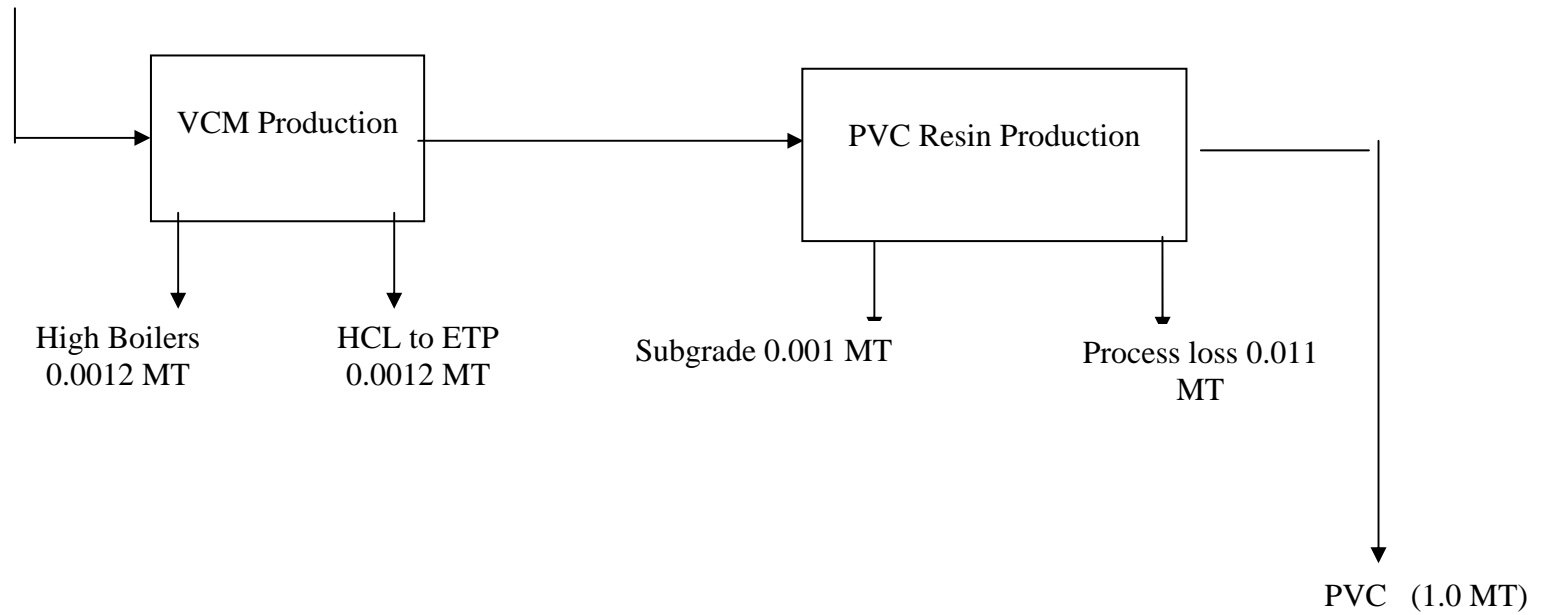 VCM Production
PVC Resin Production
High Boilers
0.0012 MT
HCL to ETP
0.0012 MT
Subgrade 0.001 MT
Process loss 0.011
MT
PVC (1.0 MT)